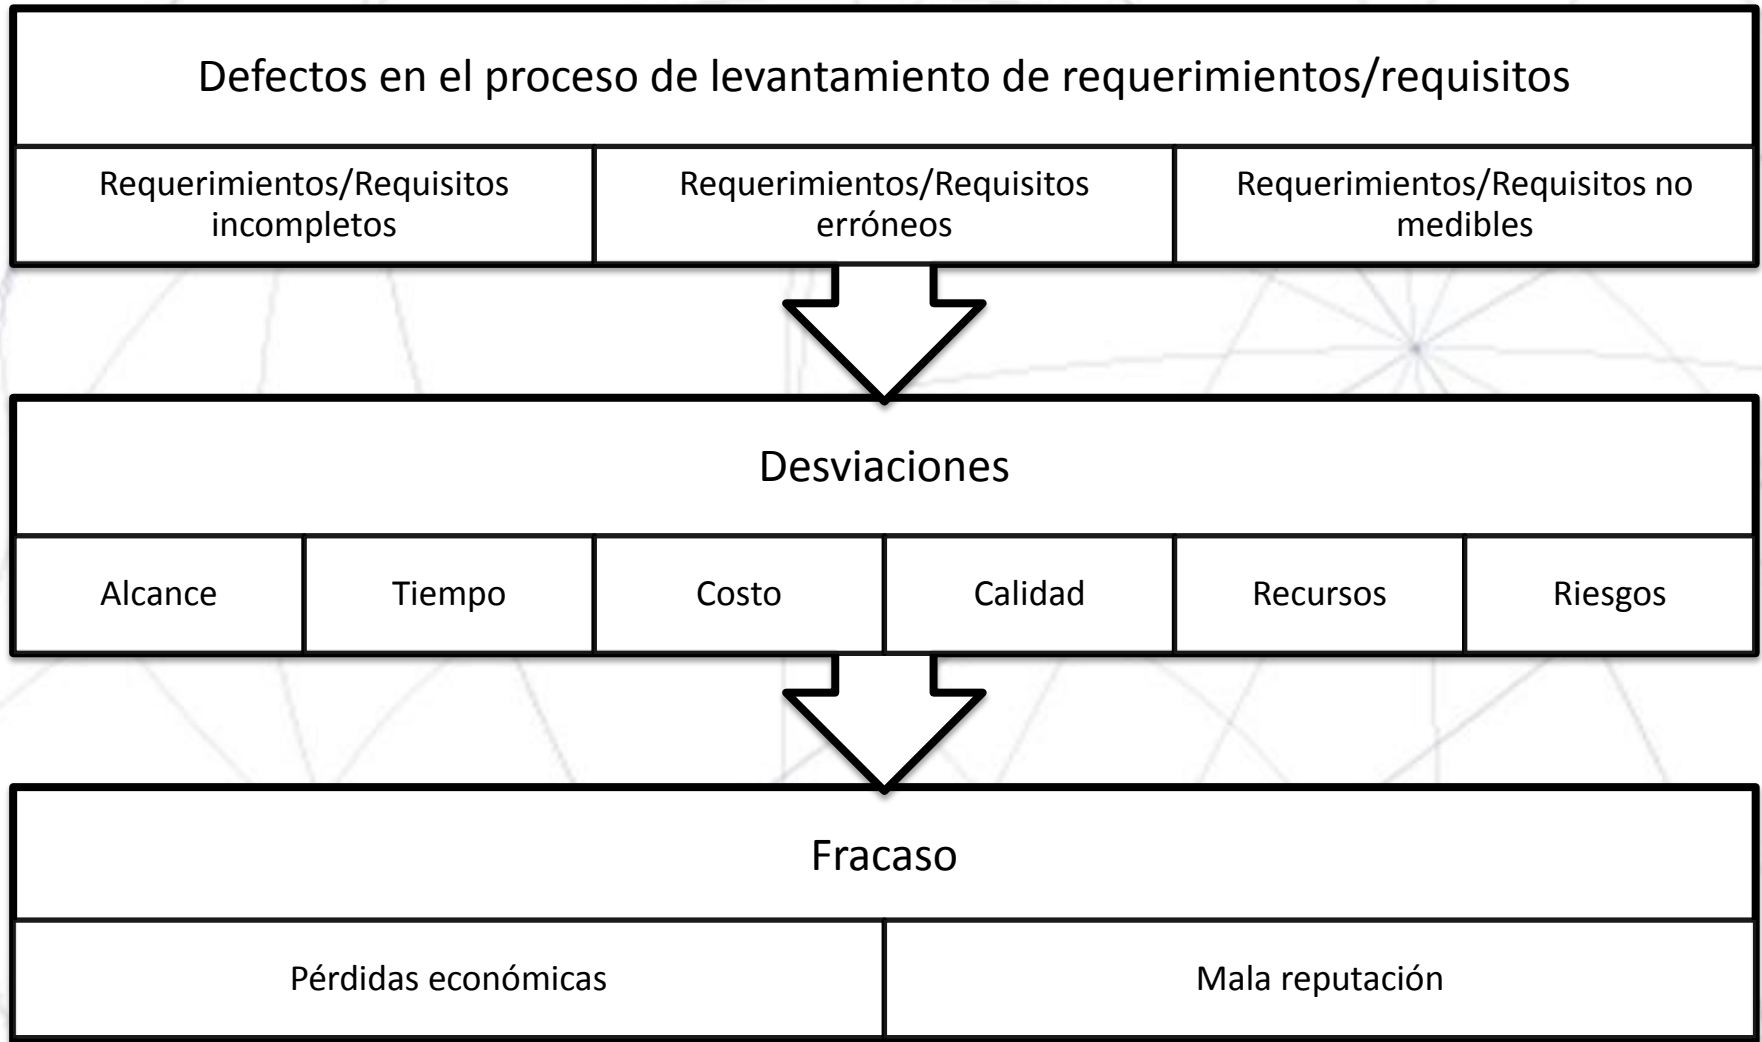 Defectos en el proceso de levantamiento de requerimientos/requisitos
Requerimientos/Requisitos
incompletos
Requerimientos/Requisitos
erróneos
Requerimientos/Requisitos no
medibles
Desviaciones
Alcance
Tiempo
Costo
Calidad
Recursos
Riesgos
Fracaso
Pérdidas económicas
Mala reputación